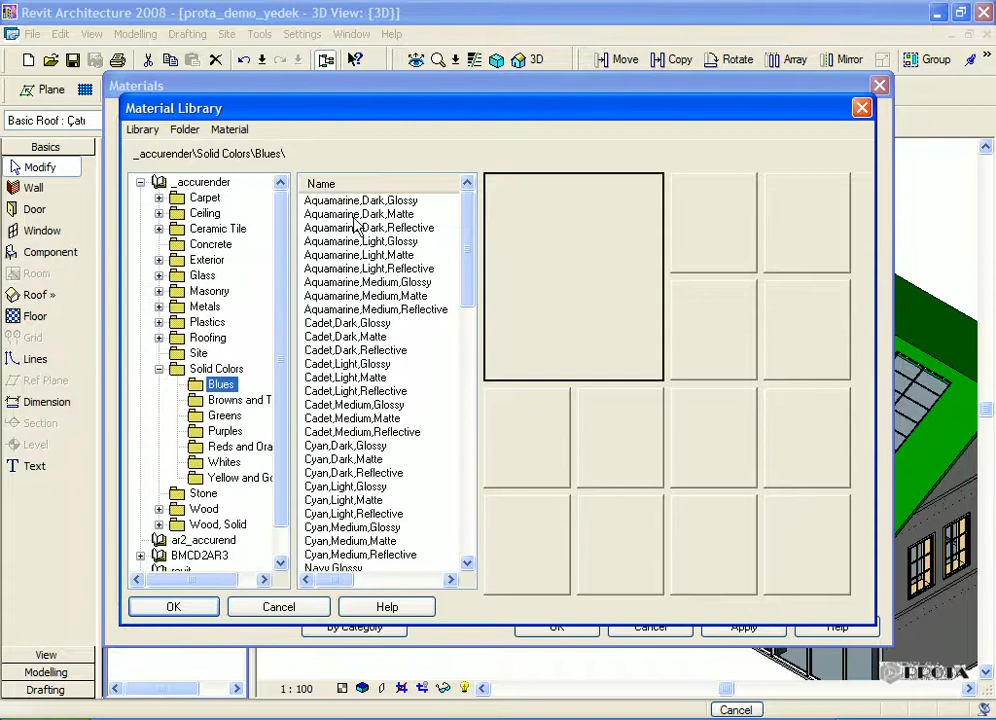 Revit Architecture 2008 - [prota_demo_yedek - 3D View: {3D}]
File Edit View Modelling Drafting Site Tools Settings Window Help
3D Move Copy Rotate Array Mirror Group »
Plane
Basic Roof : Çatı
Basics
Modify
Wall
Door
Window
Component
Room
Roof »
Floor
Grid
Lines
Ref Plane
Dimension
Section
Level
Text
View
Modelling
Drafting
Materials
Material Library
Library Folder Material
_accurender\Solid Colors\Blues\
_accurender
Carpet
Ceiling
Ceramic Tile
Concrete
Exterior
Glass
Masonry
Metals
Plastics
Roofing
Site
Solid Colors
Blues
Browns and T
Greens
Purples
Reds and Ora
Whites
Yellow and Go
Stone
Wood
Wood, Solid
ar2_accurend
BMCD2AR3
revit
Name
Aquamarine,Dark,Glossy
Aquamarine,Dark,Matte
Aquamarine,Dark,Reflective
Aquamarine,Light,Glossy
Aquamarine,Light,Matte
Aquamarine,Light,Reflective
Aquamarine,Medium,Glossy
Aquamarine,Medium,Matte
Aquamarine,Medium,Reflective
Cadet,Dark,Glossy
Cadet,Dark,Matte
Cadet,Dark,Reflective
Cadet,Light,Glossy
Cadet,Light,Matte
Cadet,Light,Reflective
Cadet,Medium,Glossy
Cadet,Medium,Matte
Cadet,Medium,Reflective
Cyan,Dark,Glossy
Cyan,Dark,Matte
Cyan,Dark,Reflective
Cyan,Light,Glossy
Cyan,Light,Matte
Cyan,Light,Reflective
Cyan,Medium,Glossy
Cyan,Medium,Matte
Cyan,Medium,Reflective
Navy,Glossy
OK Cancel Help
By Category OK Cancel Apply Help
PROTA
1 : 100
Cancel